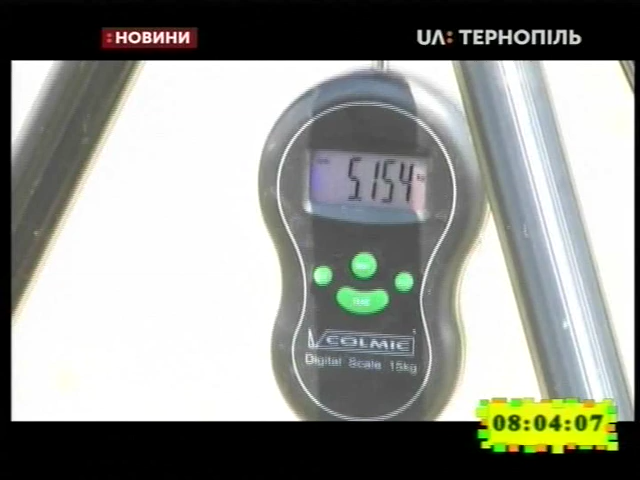 :НОВИНИ
UA: ТЕРНОПІЛЬ
5.154
COLMIC
Digital Scale 15kg
08:04:07